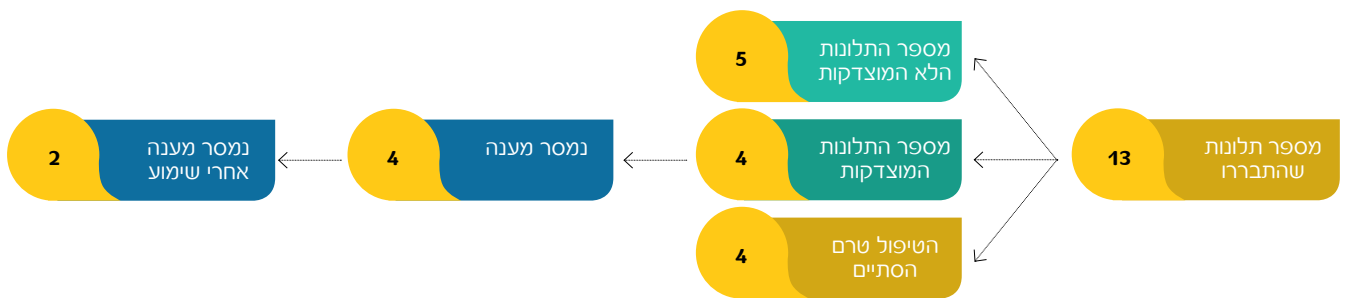 מספר תלונות
שהתבררו
13
מספר התלונות
הלא המוצדקות
5
מספר התלונות
המוצדקות
4
הטיפול טרם
הסתיים
4
נמסר מענה
4
נמסר מענה
אחרי שימוע
2